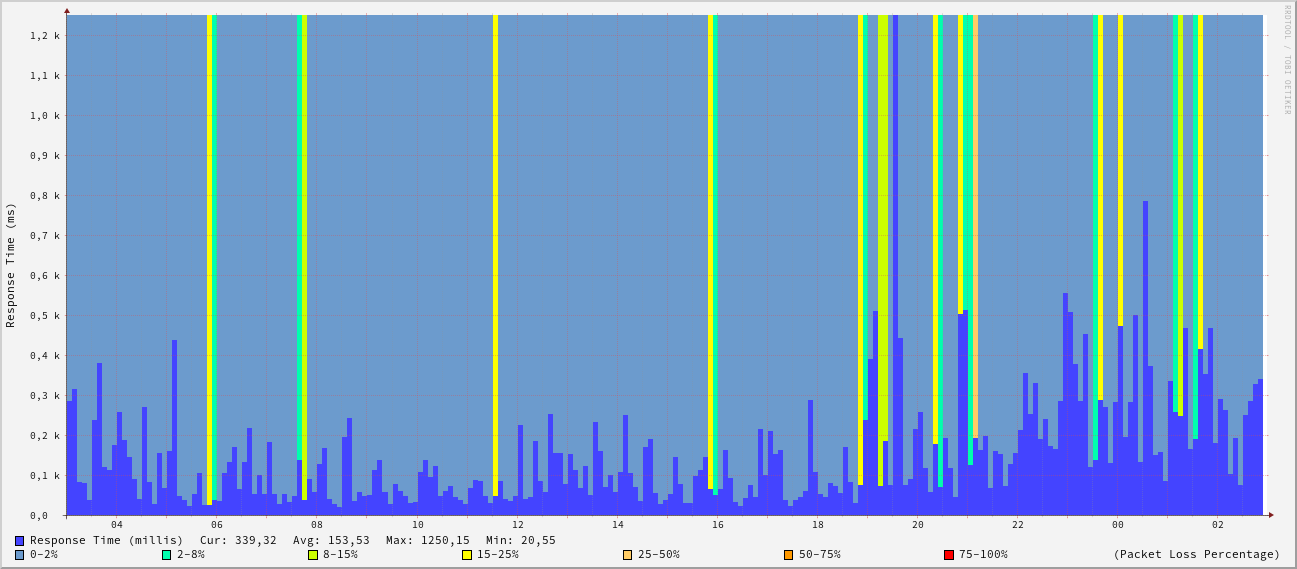 RRDTOOL / TOBI OETIKER
Response Time (ms)
1,2 k
1,1 k
1,0 k
0,9 k
0,8 k
0,7 k
0,6 k
0,5 k
0,4 k
0,3 k
0,2 k
0,1 k
0,0
04 06 08 10 12 14 16 18 20 22 00 02
Response Time (millis) Cur: 339,32 Avg: 153,53 Max: 1250,15 Min: 20,55
0-2% 2-8% 8-15% 15-25% 25-50% 50-75% 75-100% (Packet Loss Percentage)